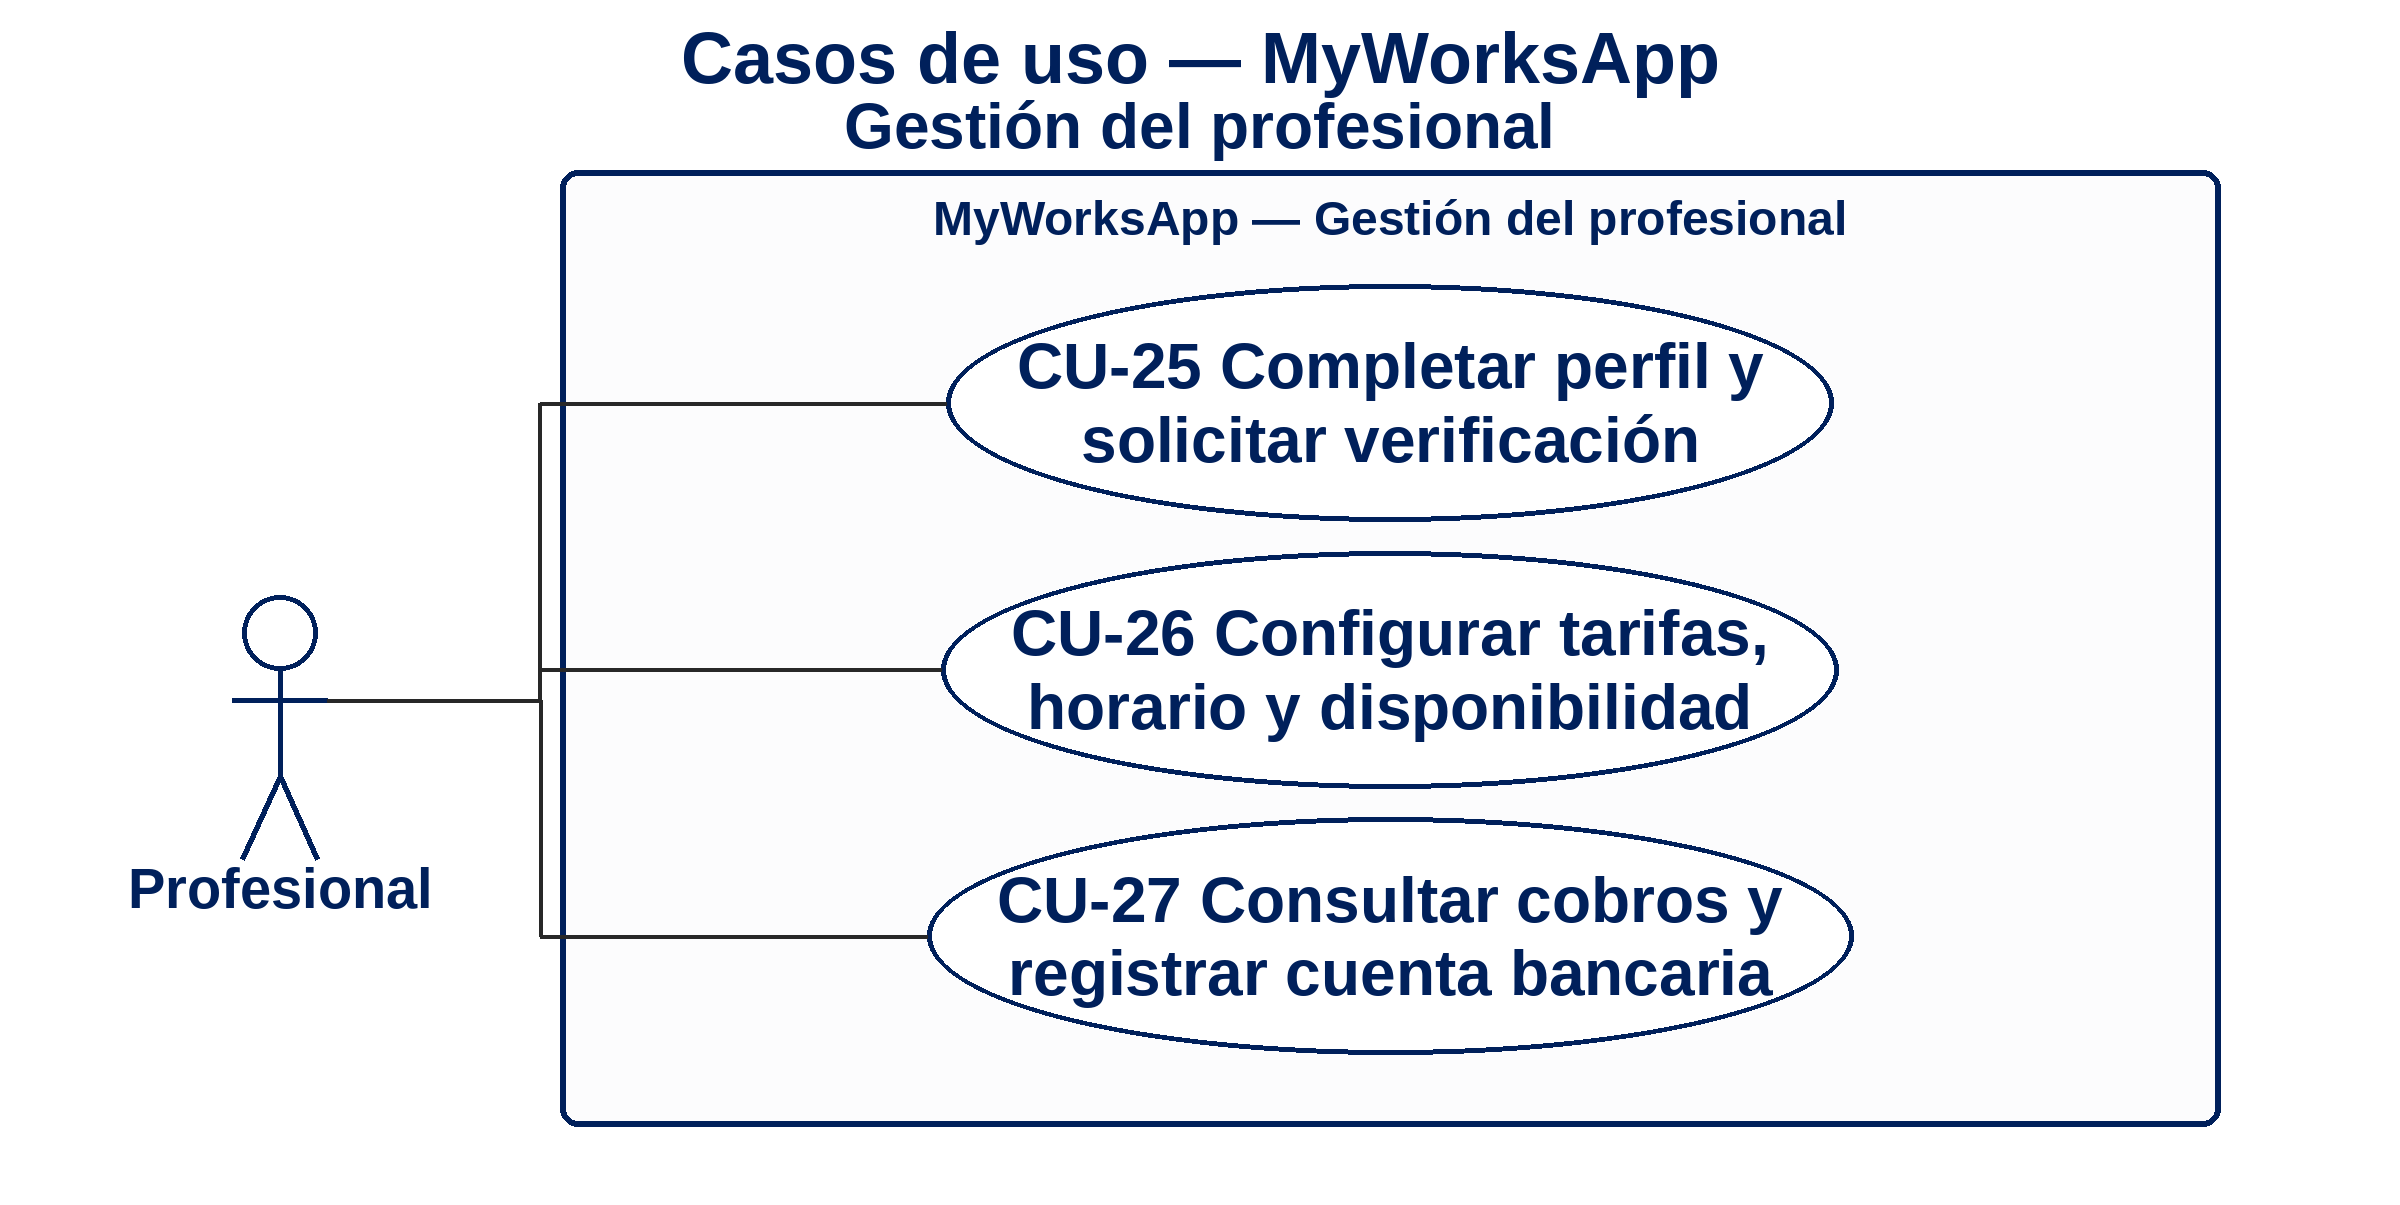 Casos de uso — MyWorksApp
Gestión del profesional
MyWorksApp — Gestión del profesional
CU-25 Completar perfil y
solicitar verificación
CU-26 Configurar tarifas,
horario y disponibilidad
Profesional
CU-27 Consultar cobros y
registrar cuenta bancaria